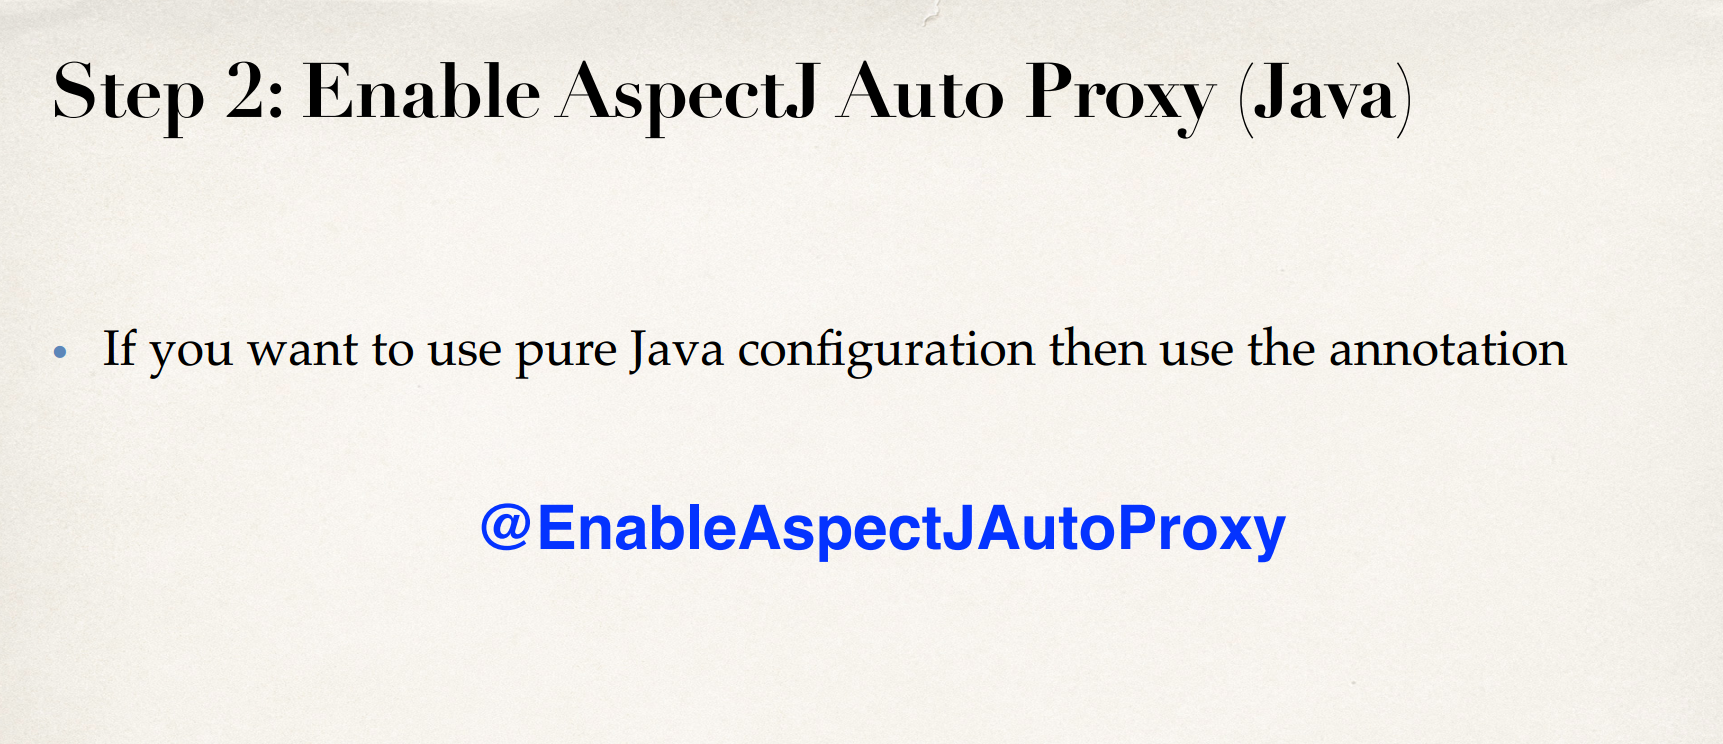 Step 2: Enable AspectJ Auto Proxy (Java)
• If you want to use pure Java configuration then use the annotation
@EnableAspectJAutoProxy